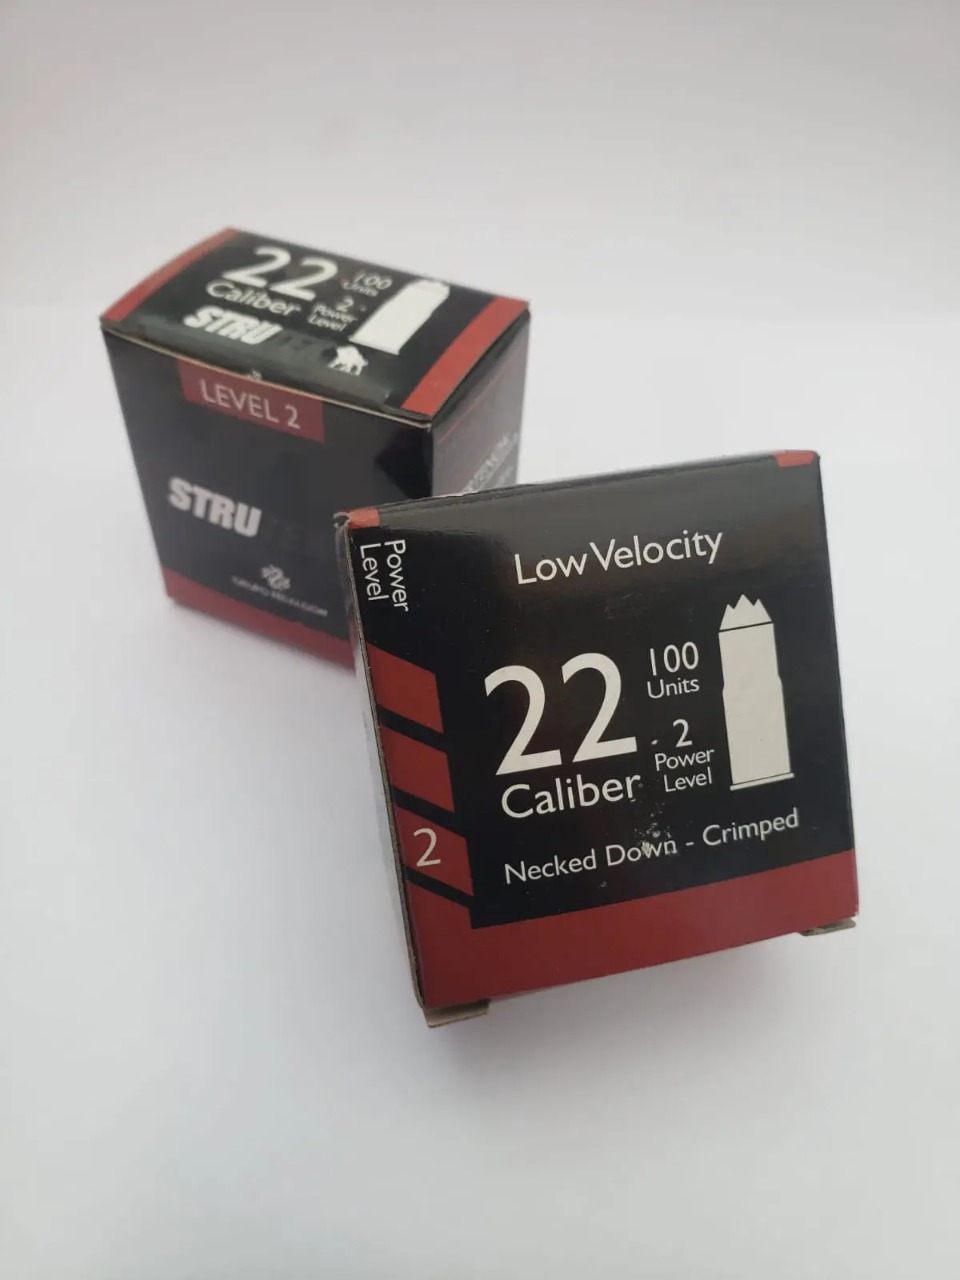 22
Caliber
100
Units
2
Power
Level
STRU
LEVEL 2
STRU
Power
Level
2
Low Velocity
22
Caliber
100
Units
2
Power
Level
Necked Down - Crimped